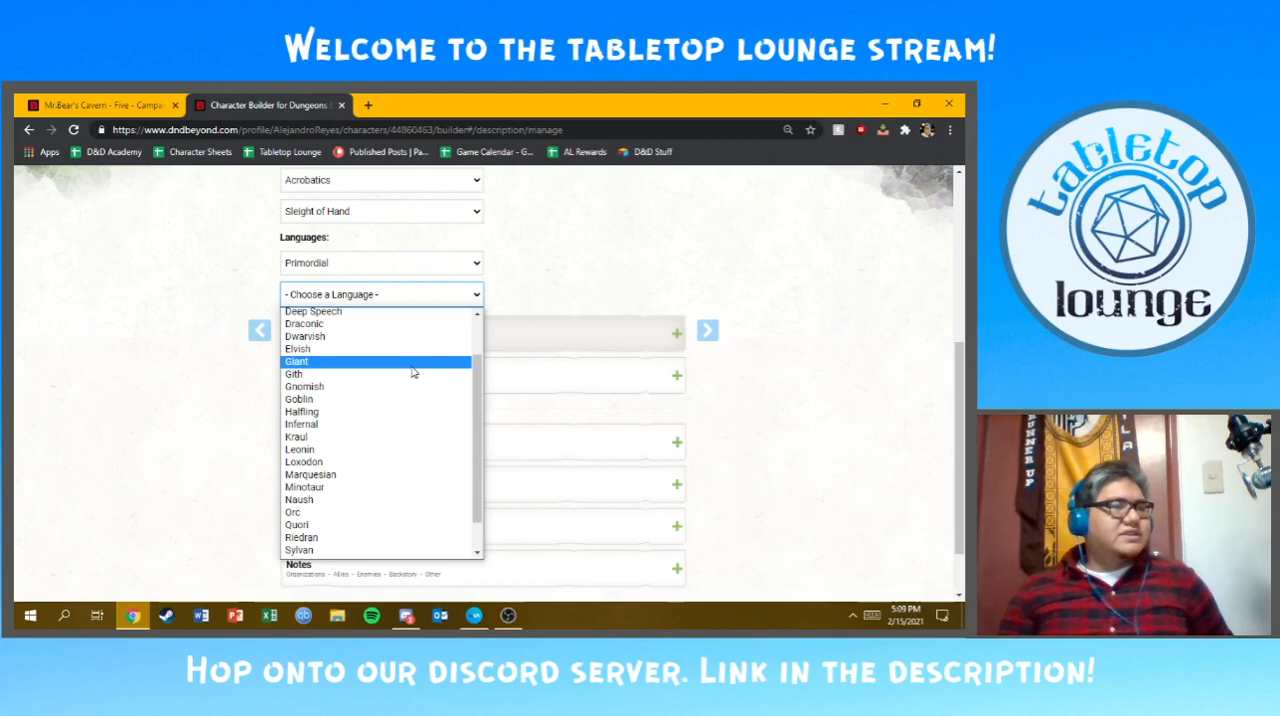 Welcome to the tabletop lounge stream!
Mr.Bear's Cavern - Five - Campa
Character Builder for Dungeons &
https://www.dndbeyond.com/profile/AlejandroReyes/characters/44860463/builder#/description/manage
Apps D&D Academy Character Sheets Tabletop Lounge Published Posts | Pa... Game Calendar - G... AL Rewards D&D Stuff
Acrobatics
Sleight of Hand
Languages:
Primordial
- Choose a Language -
Deep Speech
Draconic
Dwarvish
Elvish
Giant
Gith
Gnomish
Goblin
Halfling
Infernal
Kraul
Leonin
Loxodon
Marquesian
Minotaur
Naush
Orc
Quori
Riedran
Sylvan
Notes
Organizations - Allies - Enemies - Backstory - Other
5:09 PM
2/15/2021
tabletop
lounge
RUNNER UP
LA
Hop onto our discord server. Link in the description!